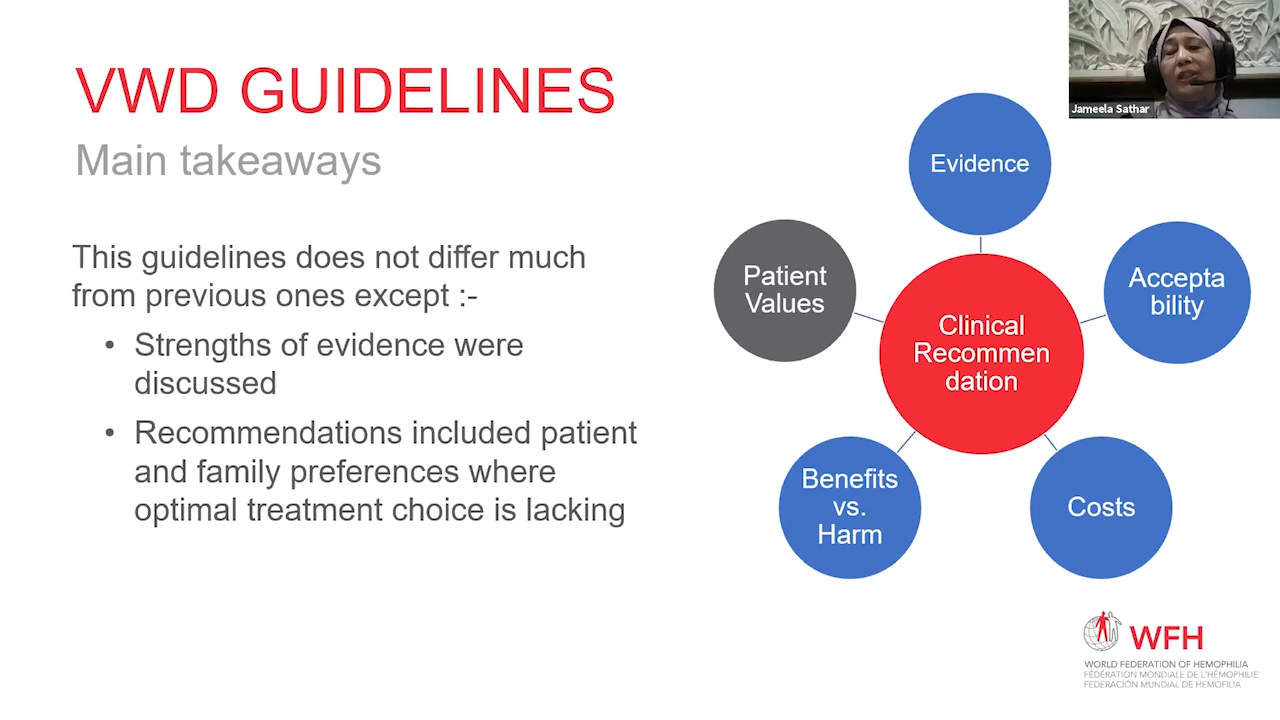 VWD GUIDELINES
Main takeaways
This guidelines does not differ much
from previous ones except :-
• Strengths of evidence were
discussed
• Recommendations included patient
and family preferences where
optimal treatment choice is lacking
Jameela Sathar
Evidence
Patient
Values
Accepta
bility
Clinical
Recommen
dation
Benefits
vs.
Harm
Costs
WFH
WORLD FEDERATION OF HEMOPHILIA
FÉDÉRATION MONDIALE DE L'HÉMOPHILIE
FEDERACIÓN MUNDIAL DE HEMOFILIA